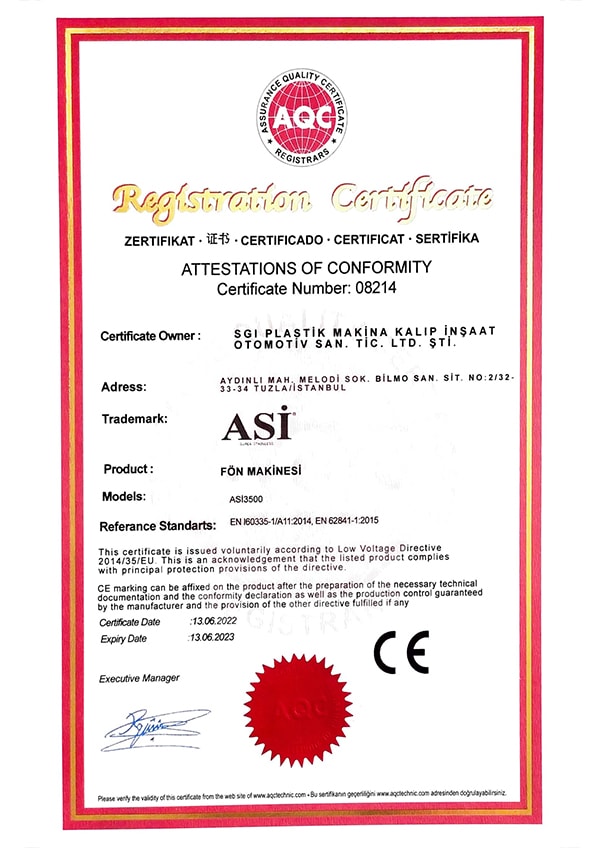 ASSURANCE QUALITY CERTIFICATE
AQC
REGISTRARS
Registration Certificate
ZERTIFIKAT · 证书 · CERTIFICADO · CERTIFICAT · SERTİFİKA
ATTESTATIONS OF CONFORMITY
Certificate Number: 08214
Certificate Owner : SGI PLASTİK MAKİNA KALIP İNŞAAT
OTOMOTİV SAN. TİC. LTD. ŞTİ.
Adress: AYDINLI MAH. MELODİ SOK. BİLMO SAN. SİT. NO:2/32-
33-34 TUZLA/İSTANBUL
Trademark: ASİ®
Product : FÖN MAKİNESİ
Models: ASİ3500
Referance Standarts: EN I60335-1/A11:2014, EN 62841-1:2015
This certificate is issued voluntarily according to Low Voltage Directive
2014/35/EU. This is an acknowledgement that the listed product complies
with principal protection provisions of the directive.
CE marking can be affixed on the product after the preparation of the necessary technical
documentation and the conformity declaration as well as the production control guaranteed
by the manufacturer and the provision of the other directive fulfilled if any
Certificate Date :13.06.2022
Expiry Date :13.06.2023
CE
Executive Manager
AQC
Please verify the validity of this certificate from the web site of www.aqctechnic.com • Bu sertifikanın geçerliliğini www.aqctechnic.com adresinden doğrulayabilirsiniz.